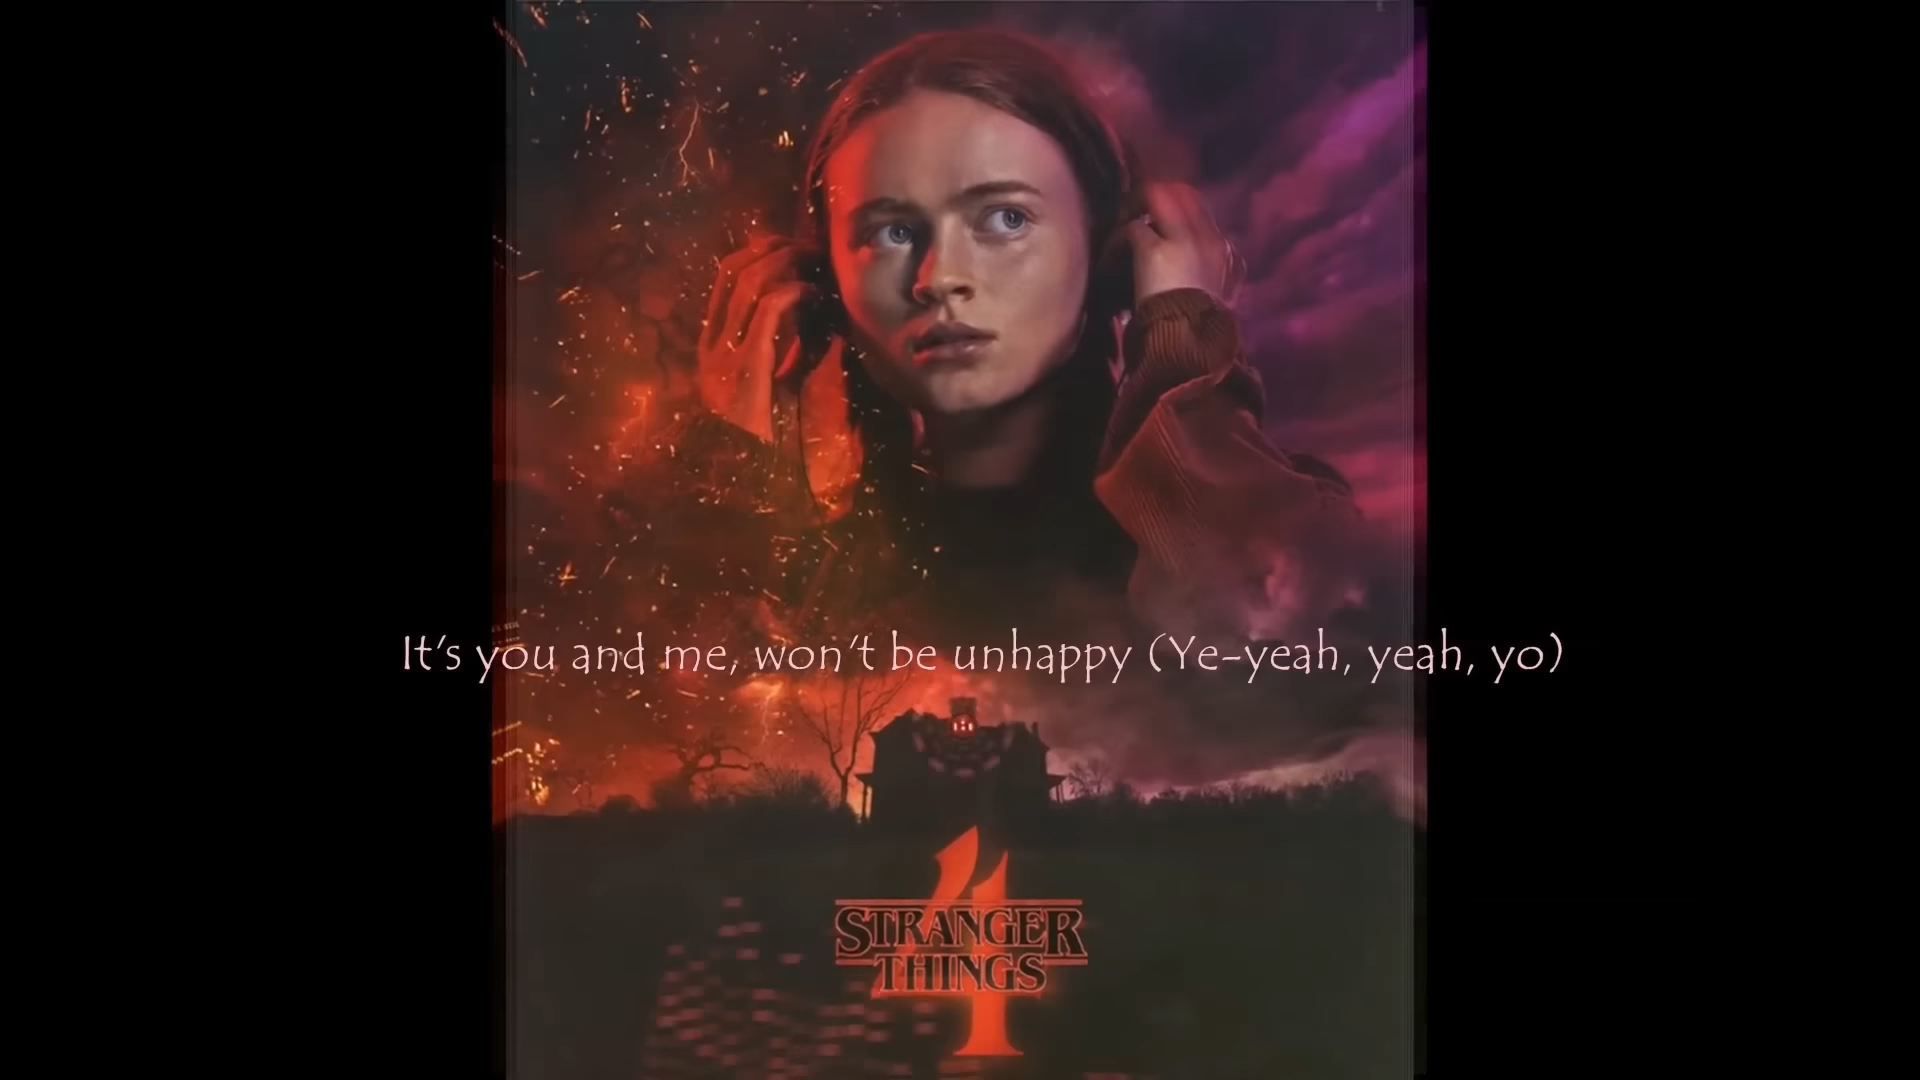 It's you and me, won't be unhappy (Ye-yeah, yeah, yo)
4
STRANGER
THINGS